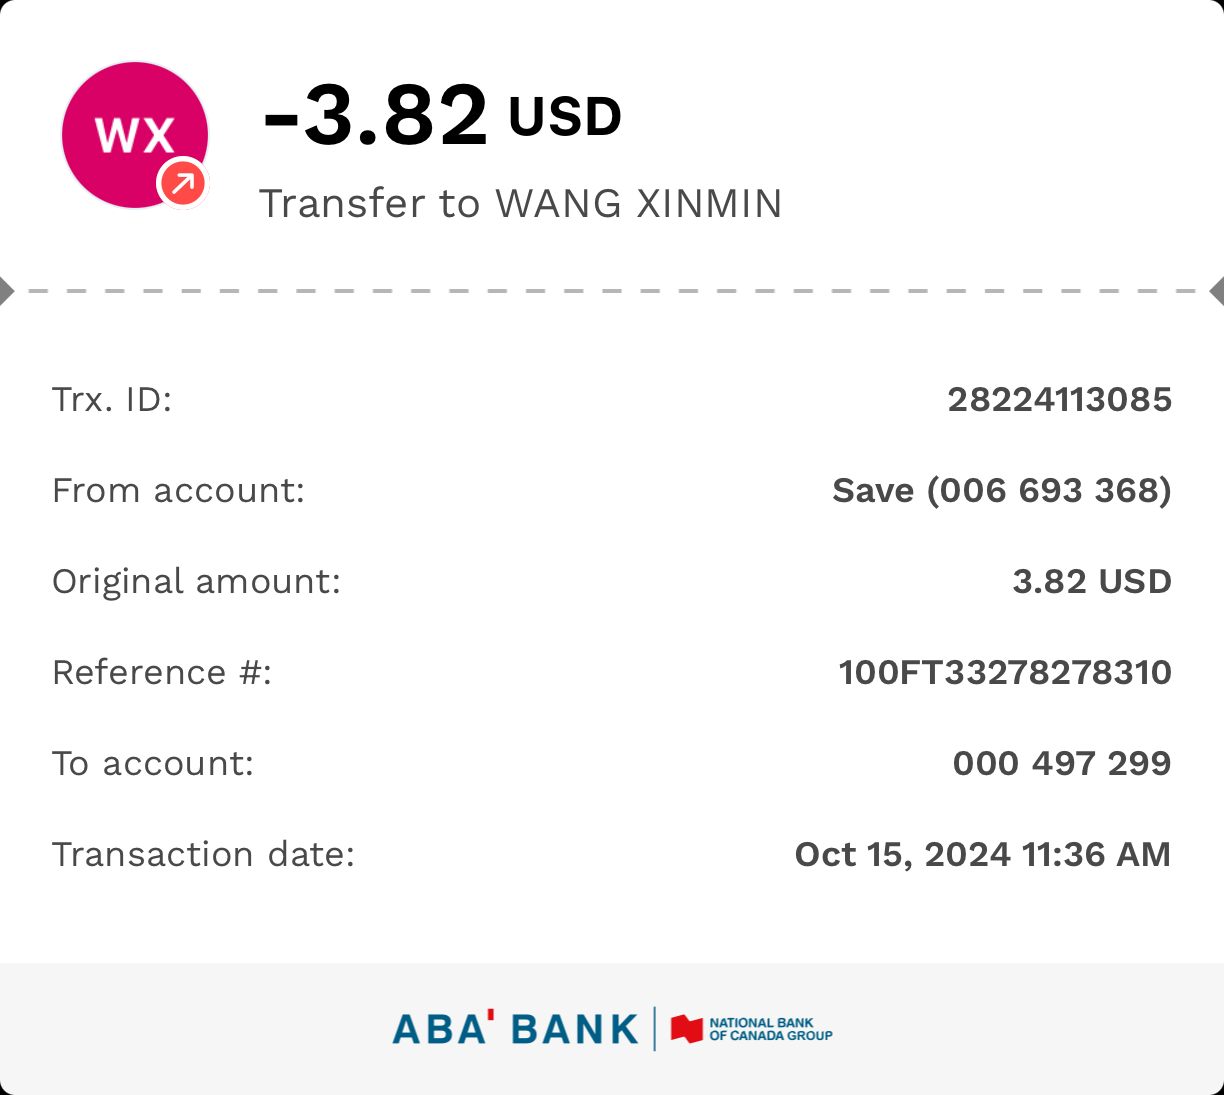 WX
-3.82 USD
Transfer to WANG XINMIN
Trx. ID: 28224113085
From account: Save (006 693 368)
Original amount: 3.82 USD
Reference #: 100FT33278278310
To account: 000 497 299
Transaction date: Oct 15, 2024 11:36 AM
ABA' BANK
NATIONAL BANK
OF CANADA GROUP